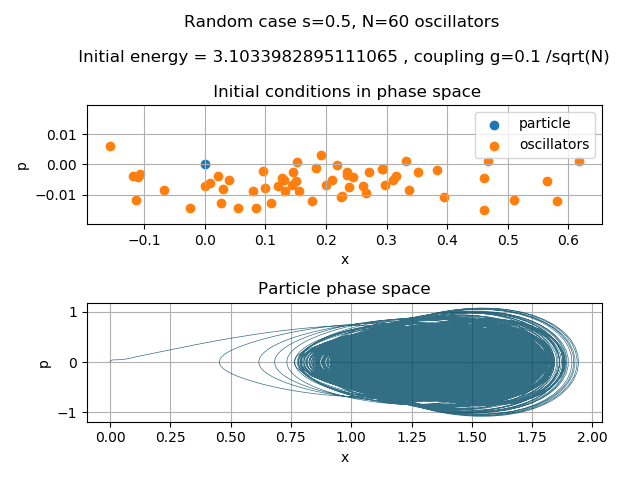 Random case s=0.5, N=60 oscillators
Initial energy = 3.1033982895111065 , coupling g=0.1 /sqrt(N)
Initial conditions in phase space
particle
oscillators
0.01
0.00
−0.01
p
−0.1 0.0 0.1 0.2 0.3 0.4 0.5 0.6
x
Particle phase space
1
0
−1
p
0.00 0.25 0.50 0.75 1.00 1.25 1.50 1.75 2.00
x